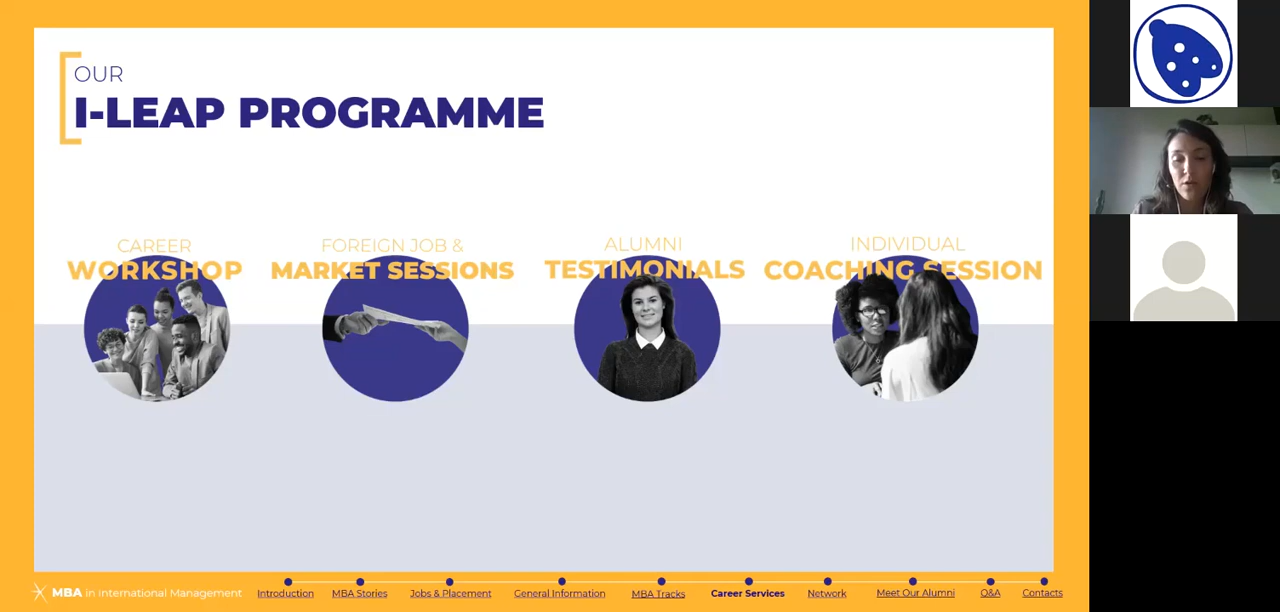 OUR
I-LEAP PROGRAMME
CAREER
WORKSHOP
FOREIGN JOB &
MARKET SESSIONS
ALUMNI
TESTIMONIALS
INDIVIDUAL
COACHING SESSION
MBA in international Management
Introduction
MBA Stories
Jobs & Placement
General Information
MBA Tracks
Career Services
Network
Meet Our Alumni
Q&A
Contacts